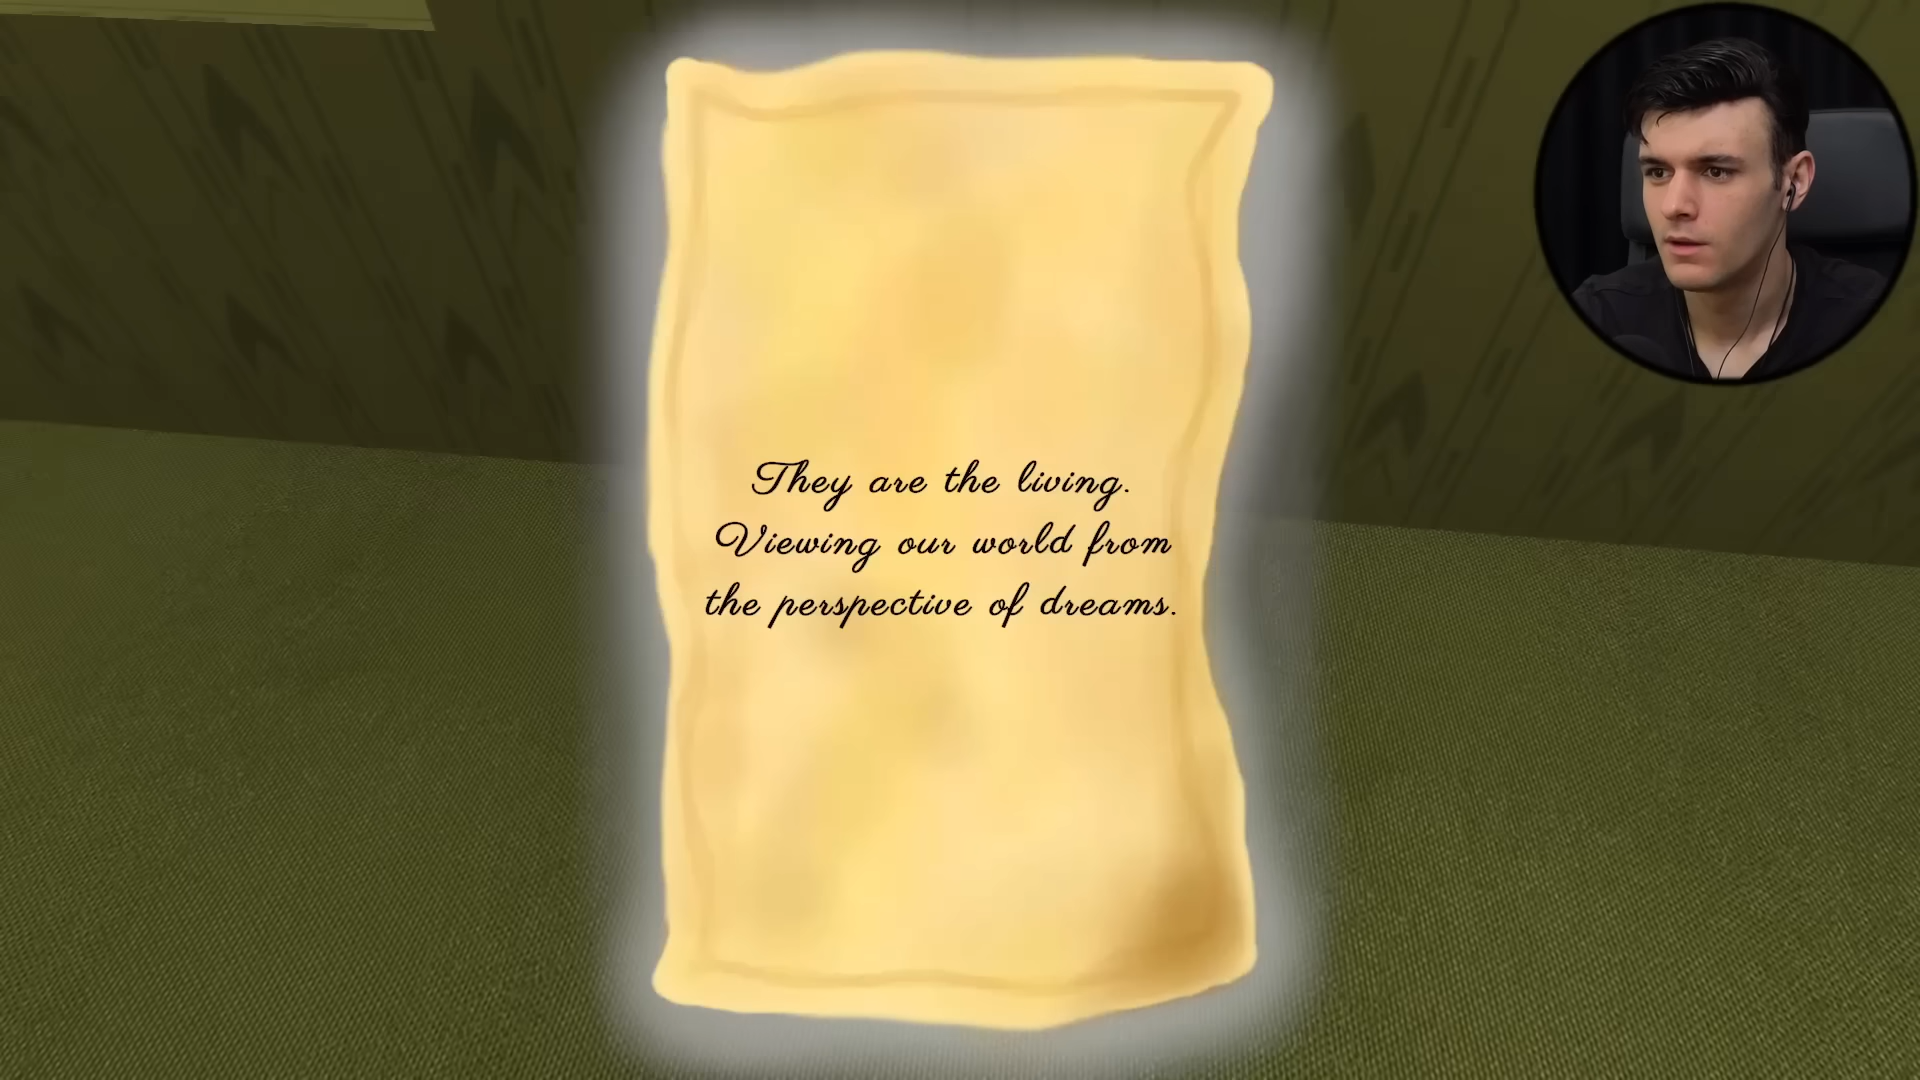 They are the living.
Viewing our world from
the perspective of dreams.